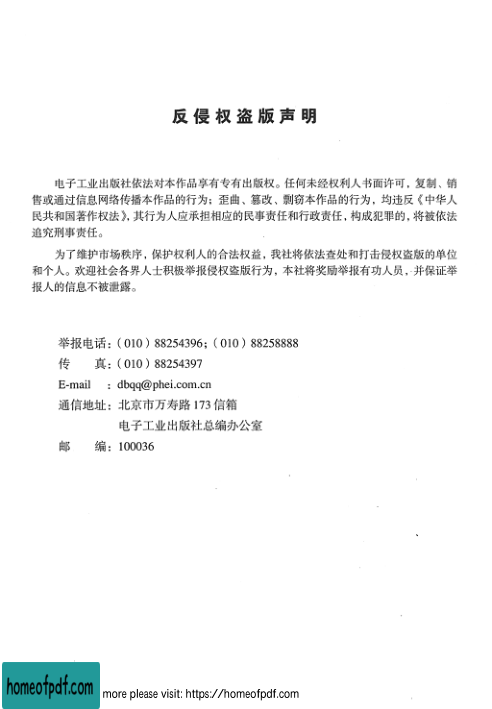 反侵权盗版声明
电子工业出版社依法对本作品享有专有出版权。任何未经权利人书面许可，复制、销
售或通过信息网络传播本作品的行为；歪曲、篡改、剽窃本作品的行为，均违反《中华人
民共和国著作权法》，其行为人应承担相应的民事责任和行政责任，构成犯罪的，将被依法
追究刑事责任。
为了维护市场秩序，保护权利人的合法权益，我社将依法查处和打击侵权盗版的单位
和个人。欢迎社会各界人士积极举报侵权盗版行为，本社将奖励举报有功人员，并保证举
报人的信息不被泄露。
举报电话：（010）88254396；（010）88258888
传 真：（010）88254397
E-mail ：dbqq@phei.com.cn
通信地址：北京市万寿路 173 信箱
电子工业出版社总编办公室
邮 编：100036
homeofpdf.com
more please visit: https://homeofpdf.com